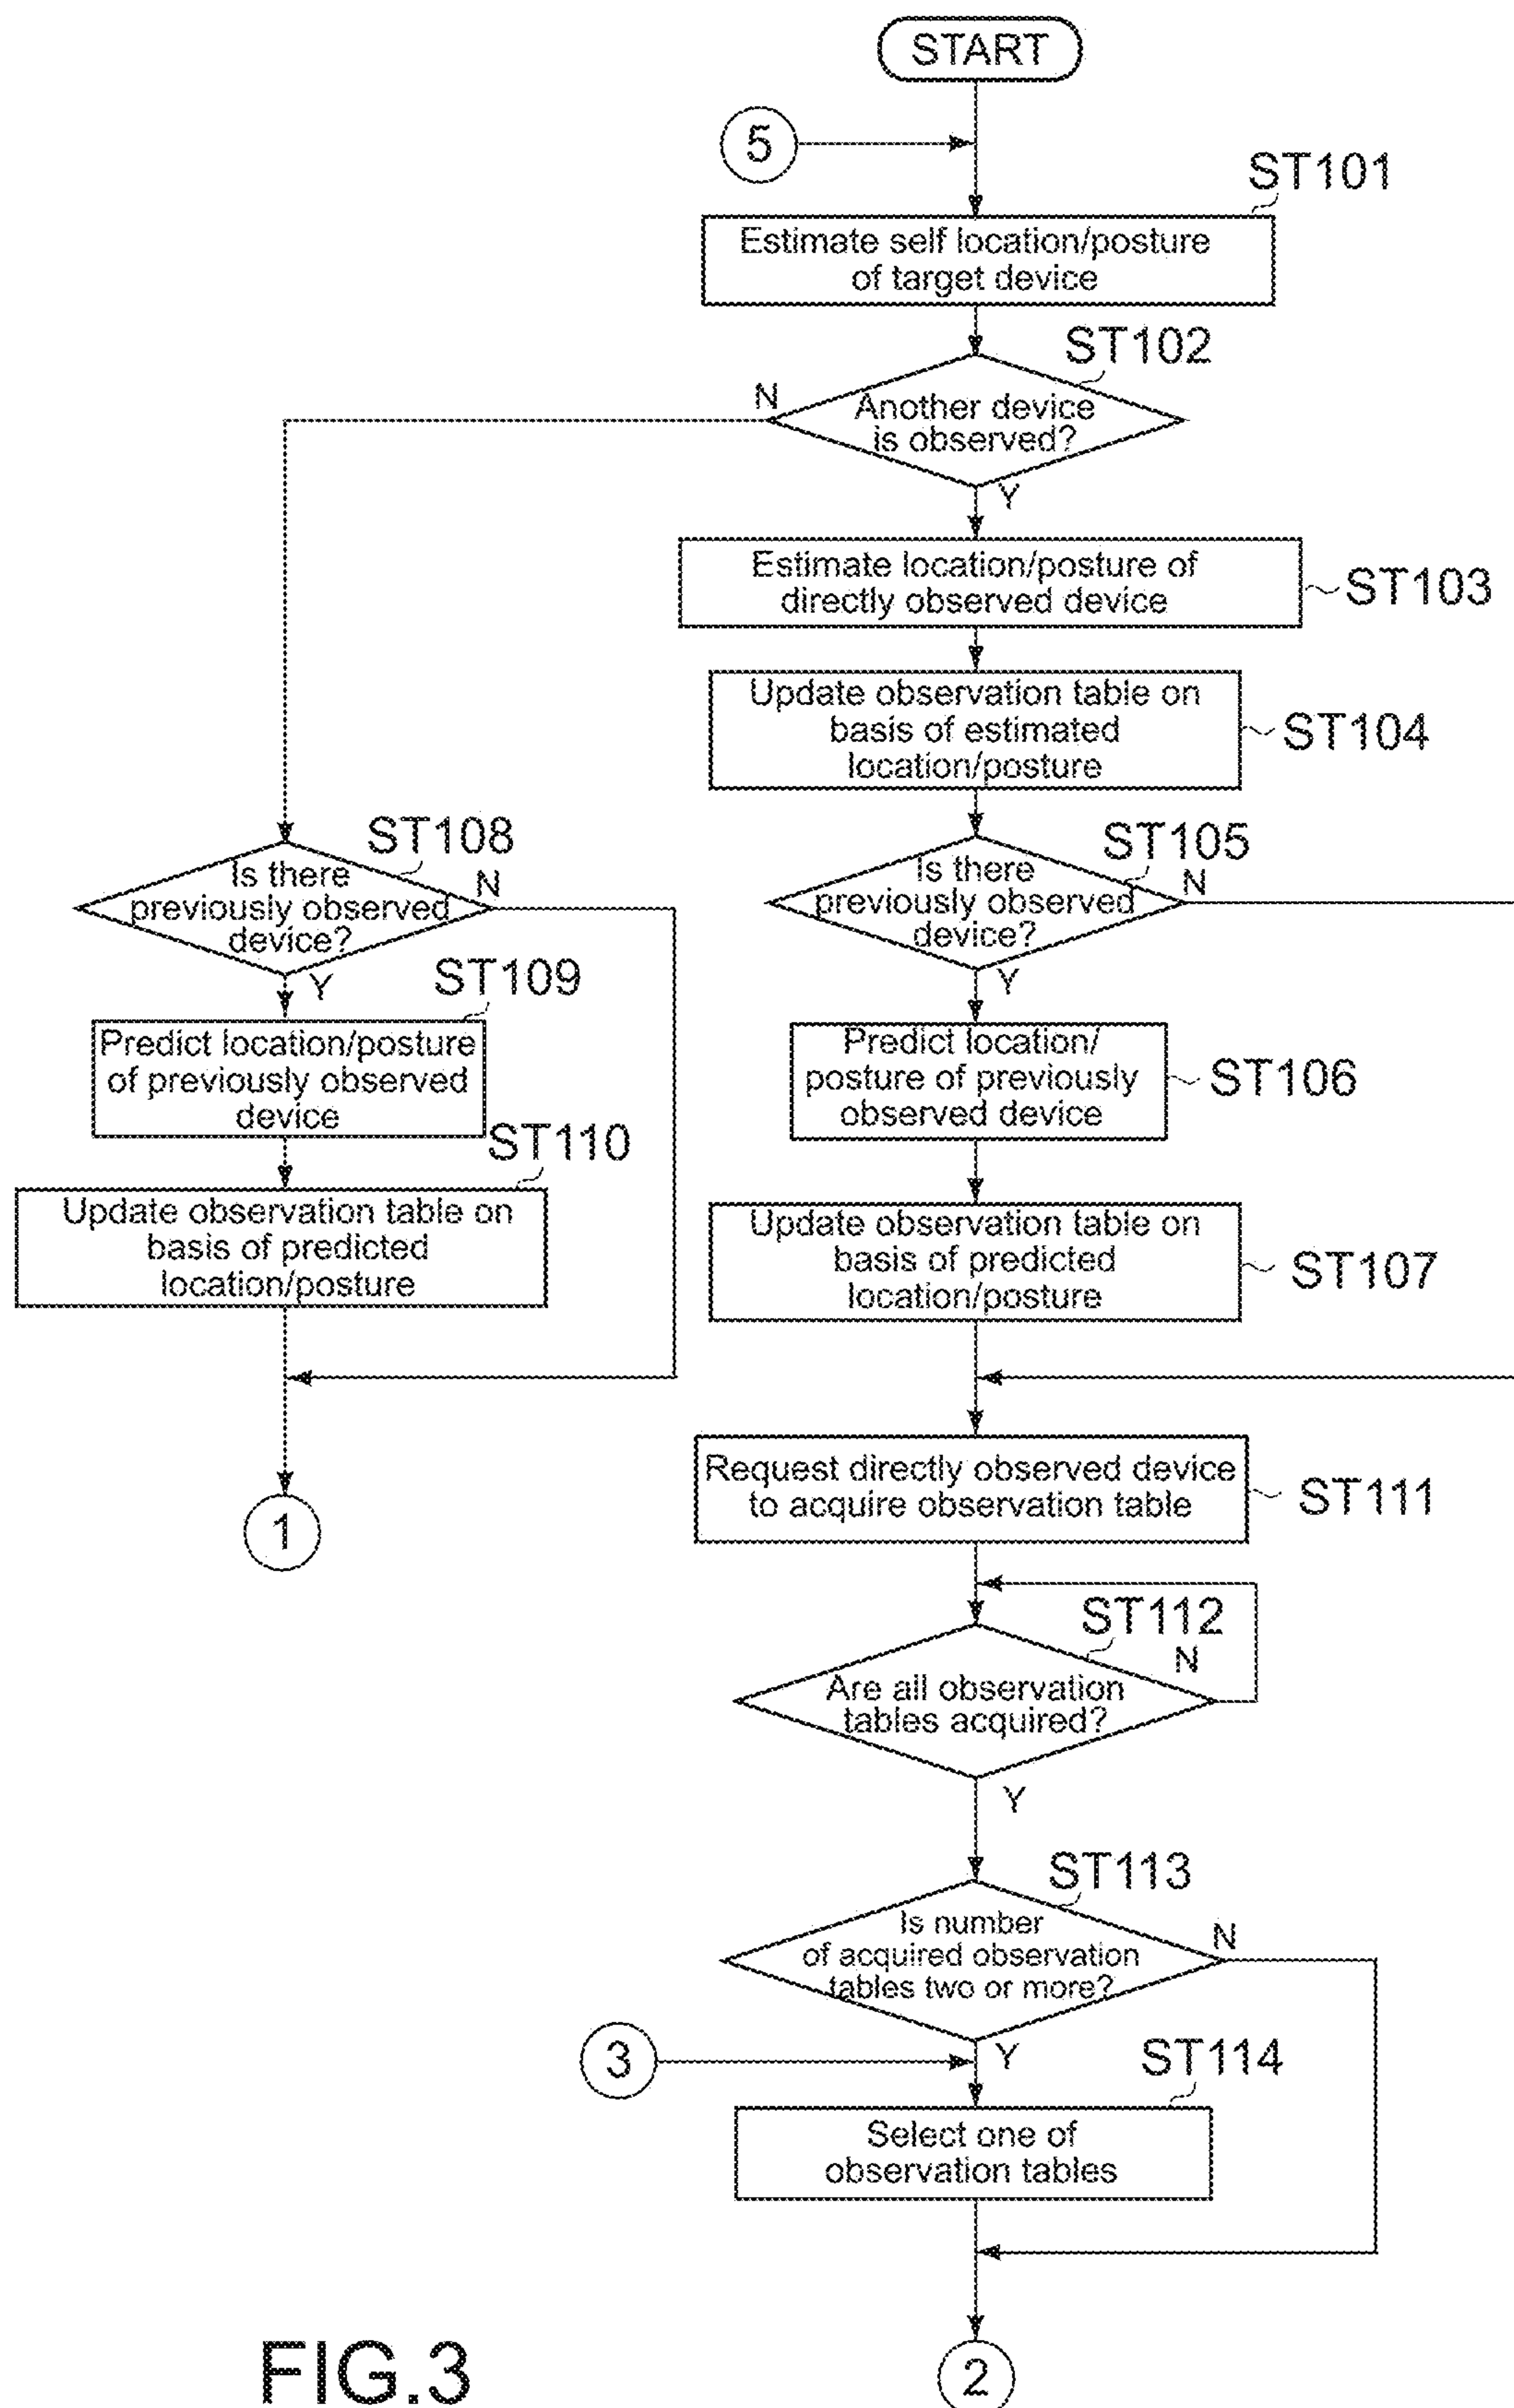 START
5
ST101
Estimate self location/posture
of target device
ST102
N
Another device
is observed?
Y
Estimate location/posture of
directly observed device
ST103
Update observation table on
basis of estimated
location/posture
ST104
ST108
Is there
previously observed
device?
N
Y
ST105
Is there
previously observed
device?
N
Y
ST109
Predict location/posture
of previously observed
device
Predict location/
posture of previously
observed device
ST106
ST110
Update observation table on
basis of predicted
location/posture
Update observation table on
basis of predicted
location/posture
ST107
1
Request directly observed device
to acquire observation table
ST111
ST112
N
Are all observation
tables acquired?
Y
ST113
Is number
of acquired observation
tables two or more?
N
3
Y
ST114
Select one of
observation tables
2
FIG.3